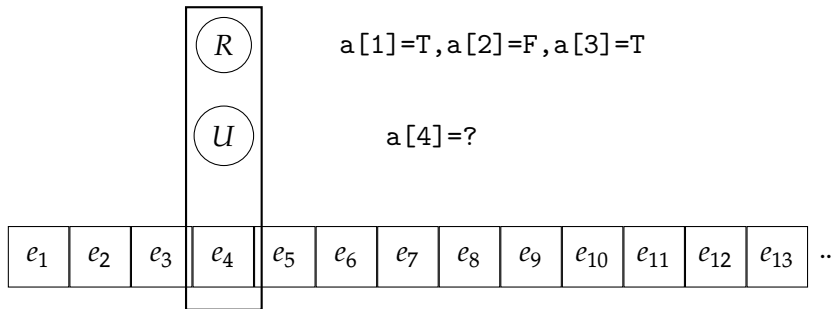 R a[1]=T,a[2]=F,a[3]=T
U a[4]=?
e₁ e₂ e₃ e₄ e₅ e₆ e₇ e₈ e₉ e₁₀ e₁₁ e₁₂ e₁₃ ..